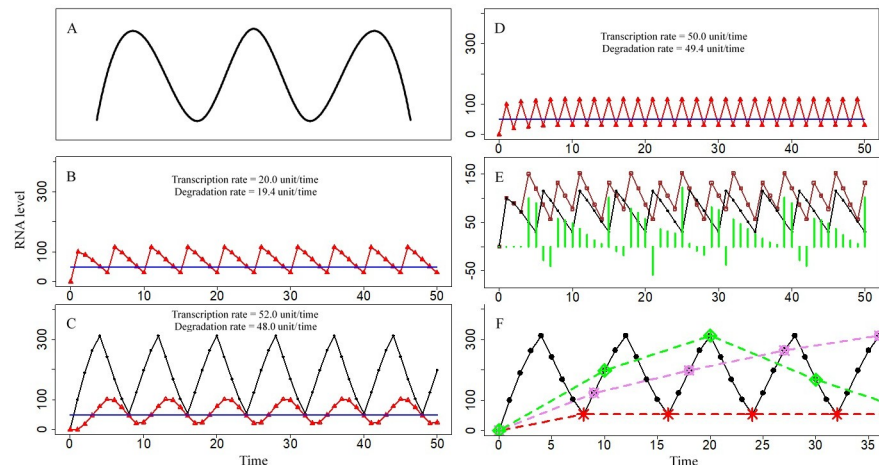 A
B
Transcription rate = 20.0 unit/time
Degradation rate = 19.4 unit/time
300
100
0
0 10 20 30 40 50
C
Transcription rate = 52.0 unit/time
Degradation rate = 48.0 unit/time
300
100
0
0 10 20 30 40 50
RNA level
Time
D
Transcription rate = 50.0 unit/time
Degradation rate = 49.4 unit/time
300
100
0
0 10 20 30 40 50
E
150
50
0
-50
0 10 20 30 40 50
F
300
100
0
0 5 10 15 20 25 30 35
Time